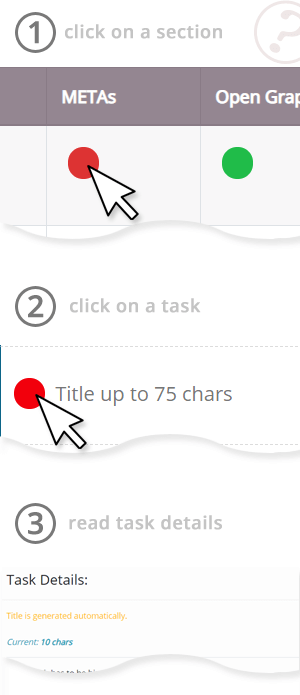 1 click on a section
?
METAs Open Grap
2 click on a task
Title up to 75 chars
3 read task details
Task Details:
Title is generated automatically.
Current: 10 chars